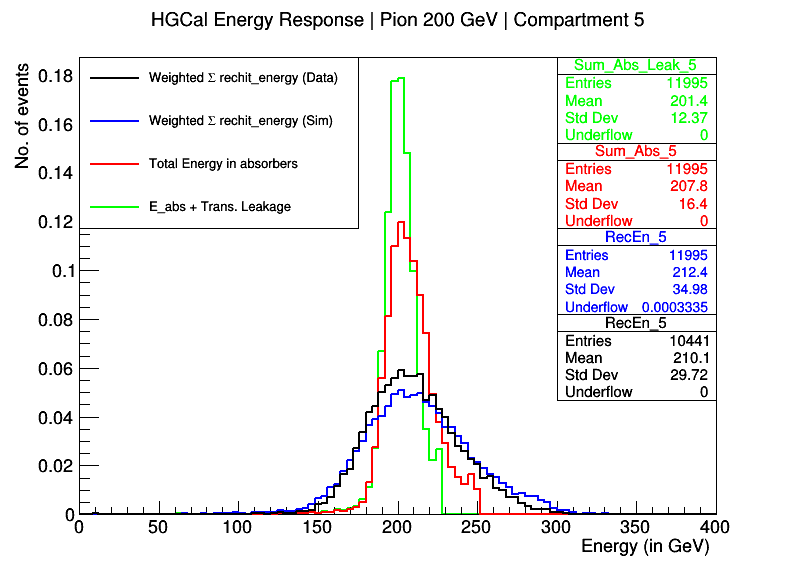 HGCal Energy Response | Pion 200 GeV | Compartment 5
No. of events
0.18
0.16
0.14
0.12
0.1
0.08
0.06
0.04
0.02
0
Weighted Σ rechit_energy (Data)
Weighted Σ rechit_energy (Sim)
Total Energy in absorbers
E_abs + Trans. Leakage
Sum_Abs_Leak_5
Entries 11995
Mean 201.4
Std Dev 12.37
Underflow 0
Sum_Abs_5
Entries 11995
Mean 207.8
Std Dev 16.4
Underflow 0
RecEn_5
Entries 11995
Mean 212.4
Std Dev 34.98
Underflow 0.0003335
RecEn_5
Entries 10441
Mean 210.1
Std Dev 29.72
Underflow 0
0 50 100 150 200 250 300 350 400
Energy (in GeV)